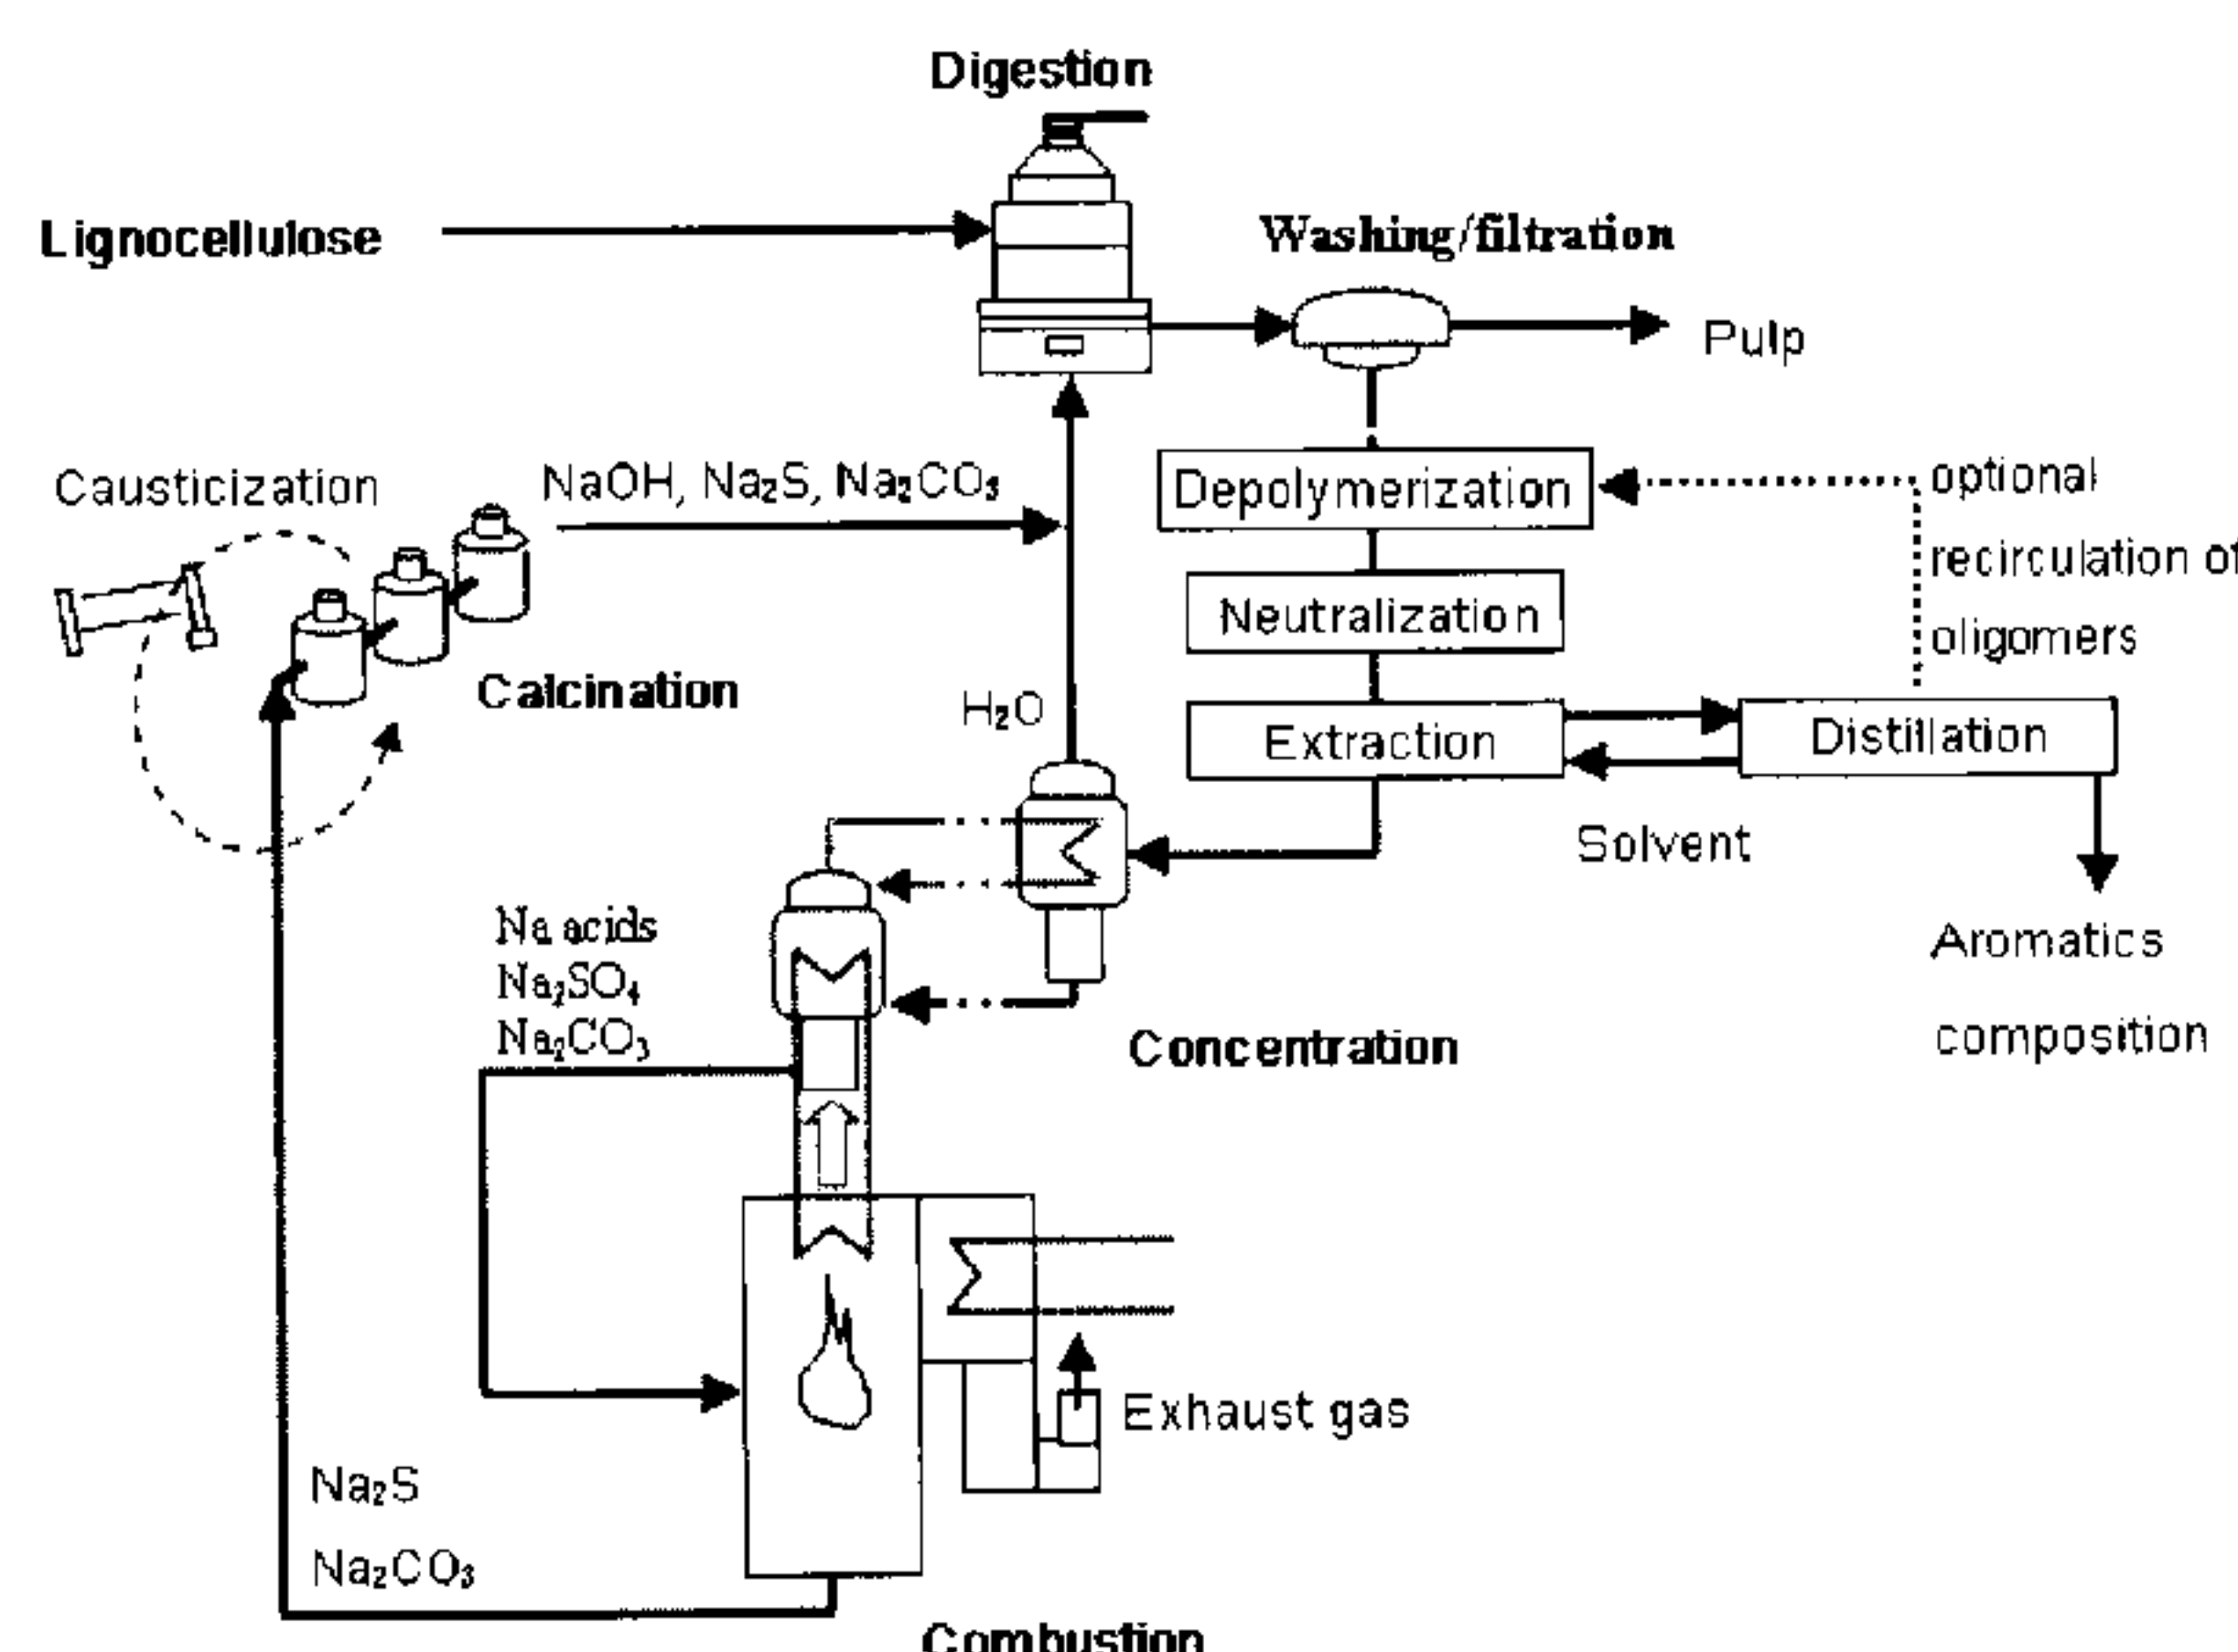 Digestion
Lignocellulose
Washing/filtration
Pulp
Causticization
NaOH, Na₂S, Na₂CO₃
Depolymerization
optional
recirculation of
oligomers
Neutralization
Calcination
H₂O
Extraction
Distillation
Solvent
Na acids
Na₂SO₄
Na₂CO₃
Aromatics
composition
Concentration
Exhaust gas
Na₂S
Na₂CO₃
Combustion